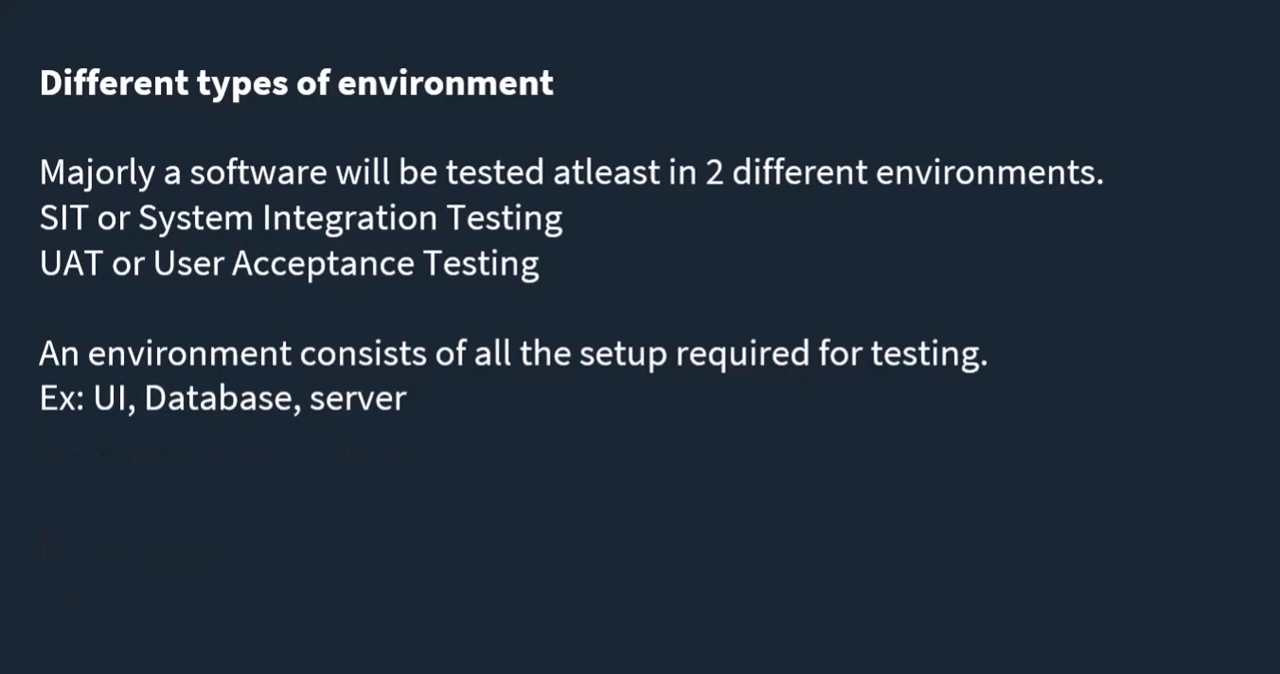 Different types of environment
Majorly a software will be tested atleast in 2 different environments.
SIT or System Integration Testing
UAT or User Acceptance Testing
An environment consists of all the setup required for testing.
Ex: UI, Database, server